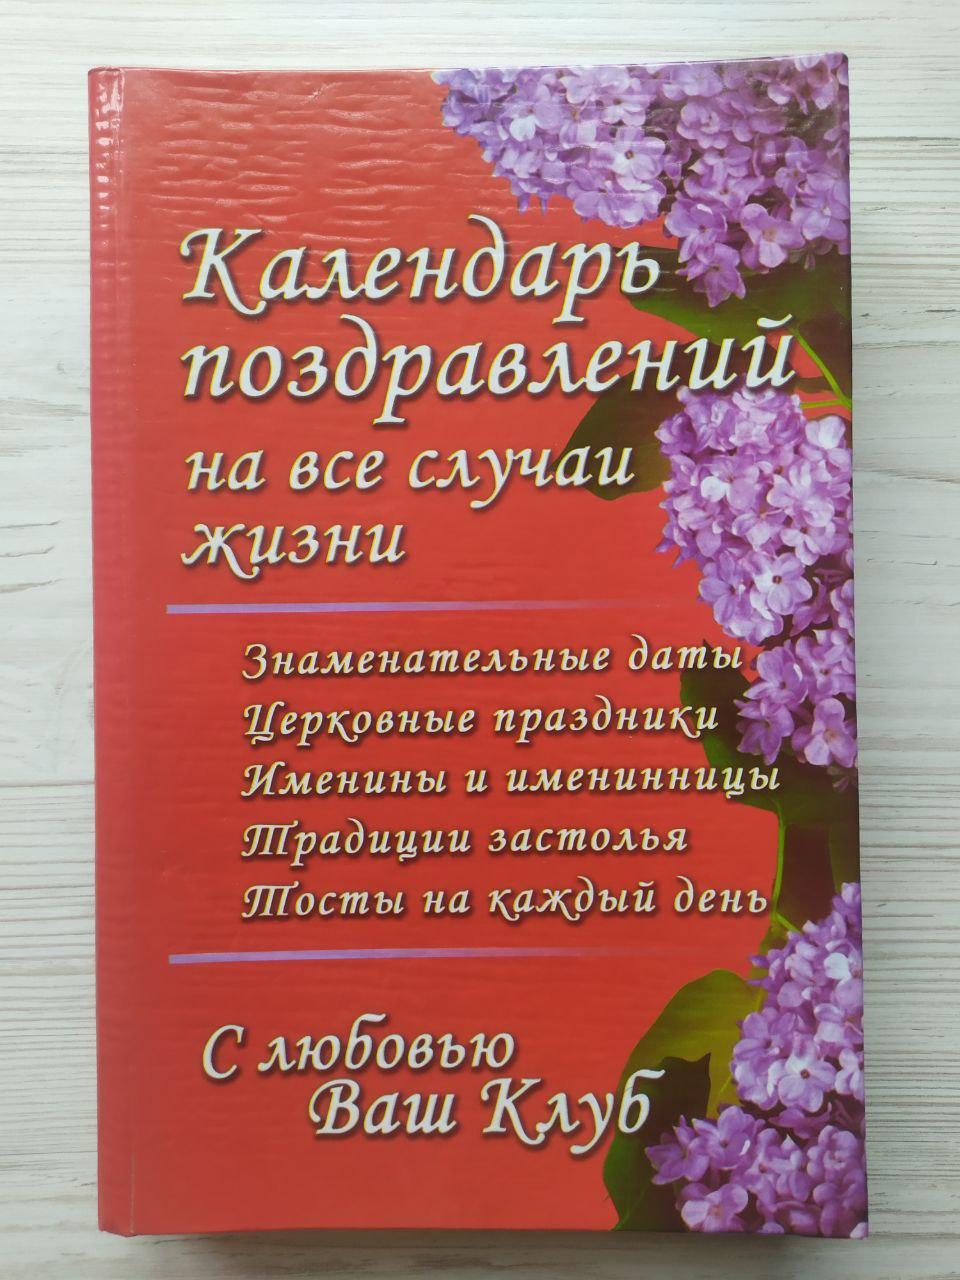 Календарь
поздравлений
на все случаи
жизни
Знаменательные даты
Церковные праздники
Именины и именинницы
Традиции застолья
Тосты на каждый день
С любовью
Ваш Клуб